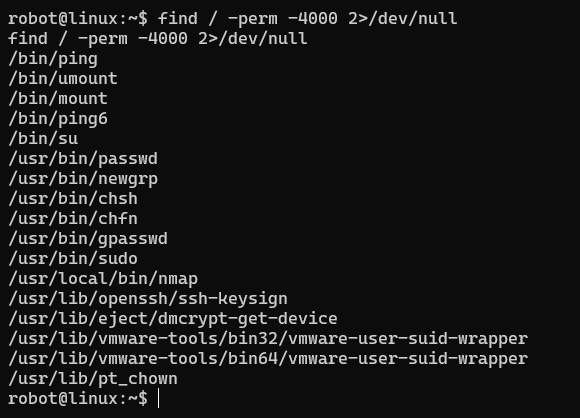 robot@linux:~$ find / -perm -4000 2>/dev/null
find / -perm -4000 2>/dev/null
/bin/ping
/bin/umount
/bin/mount
/bin/ping6
/bin/su
/usr/bin/passwd
/usr/bin/newgrp
/usr/bin/chsh
/usr/bin/chfn
/usr/bin/gpasswd
/usr/bin/sudo
/usr/local/bin/nmap
/usr/lib/openssh/ssh-keysign
/usr/lib/eject/dmcrypt-get-device
/usr/lib/vmware-tools/bin32/vmware-user-suid-wrapper
/usr/lib/vmware-tools/bin64/vmware-user-suid-wrapper
/usr/lib/pt_chown
robot@linux:~$